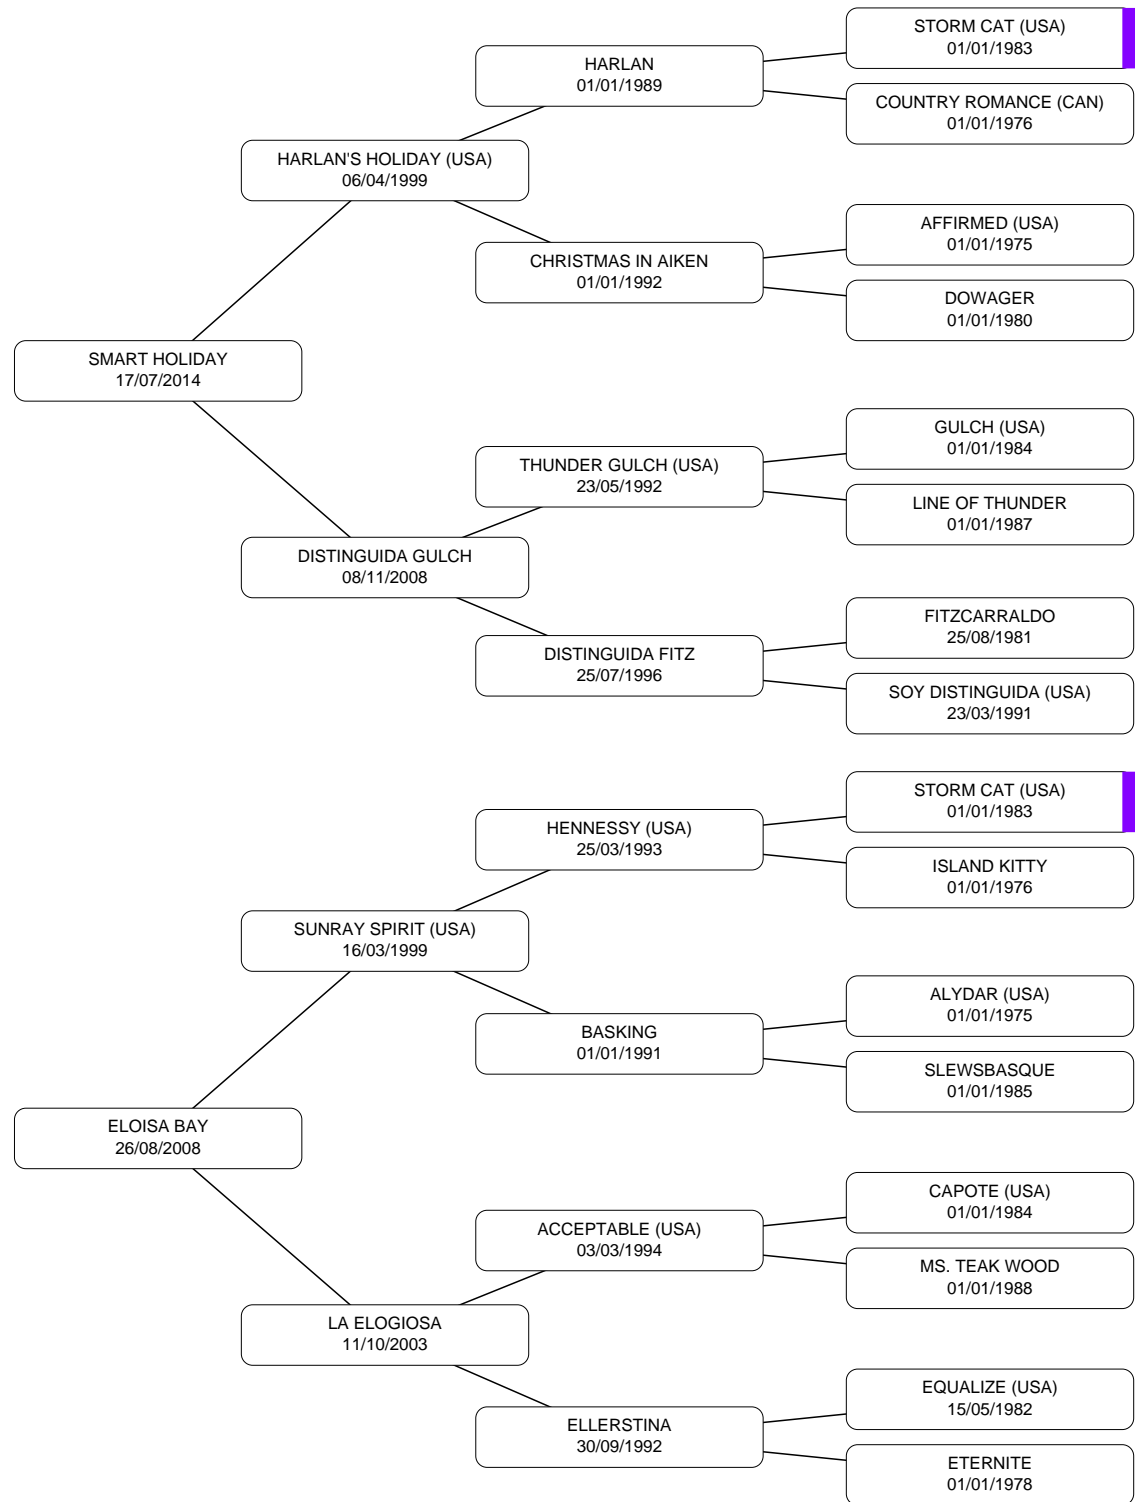 STORM CAT (USA)
01/01/1983
HARLAN
01/01/1989
COUNTRY ROMANCE (CAN)
01/01/1976
HARLAN'S HOLIDAY (USA)
06/04/1999
AFFIRMED (USA)
01/01/1975
CHRISTMAS IN AIKEN
01/01/1992
DOWAGER
01/01/1980
SMART HOLIDAY
17/07/2014
GULCH (USA)
01/01/1984
THUNDER GULCH (USA)
23/05/1992
LINE OF THUNDER
01/01/1987
DISTINGUIDA GULCH
08/11/2008
FITZCARRALDO
25/08/1981
DISTINGUIDA FITZ
25/07/1996
SOY DISTINGUIDA (USA)
23/03/1991
STORM CAT (USA)
01/01/1983
HENNESSY (USA)
25/03/1993
ISLAND KITTY
01/01/1976
SUNRAY SPIRIT (USA)
16/03/1999
ALYDAR (USA)
01/01/1975
BASKING
01/01/1991
SLEWSBASQUE
01/01/1985
ELOISA BAY
26/08/2008
CAPOTE (USA)
01/01/1984
ACCEPTABLE (USA)
03/03/1994
MS. TEAK WOOD
01/01/1988
LA ELOGIOSA
11/10/2003
EQUALIZE (USA)
15/05/1982
ELLERSTINA
30/09/1992
ETERNITE
01/01/1978